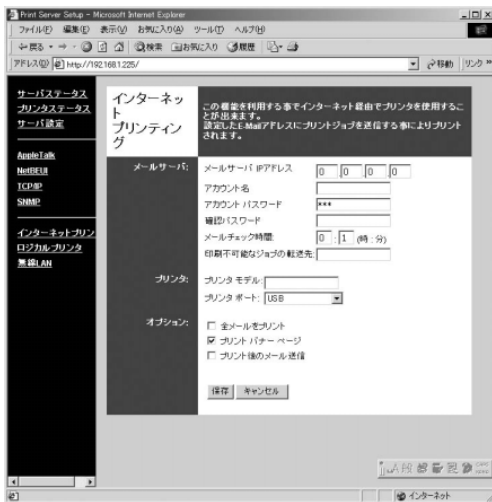 Print Server Setup - Microsoft Internet Explorer
ファイル(F) 編集(E) 表示(V) お気に入り(A) ツール(T) ヘルプ(H)
戻る 検索 お気に入り 履歴
アドレス(D) http://192.168.1.225/ 移動 リンク
サーバステータス
プリンタステータス
サーバ設定
AppleTalk
NetBEUI
TCP/IP
SNMP
インターネットプリン
ロジカルプリンタ
無線LAN
インターネッ
ト
プリンティン
グ
この機能を利用する事でインターネット経由でプリンタを使用するこ
とが出来ます。
設定したE-Mailアドレスにプリントジョブを送信する事によりプリント
されます。
メールサーバ: メールサーバ IPアドレス 0 0 0 0
アカウント名
アカウント パスワード ***
確認パスワード
メールチェック時間: 0 : 1 (時 : 分)
印刷不可能なジョブの転送先:
プリンタ: プリンタ モデル:
プリンタ ポート: USB
オプション: 全メールをプリント
プリント バナー ページ
プリント後のメール送信
保存 キャンセル
インターネット